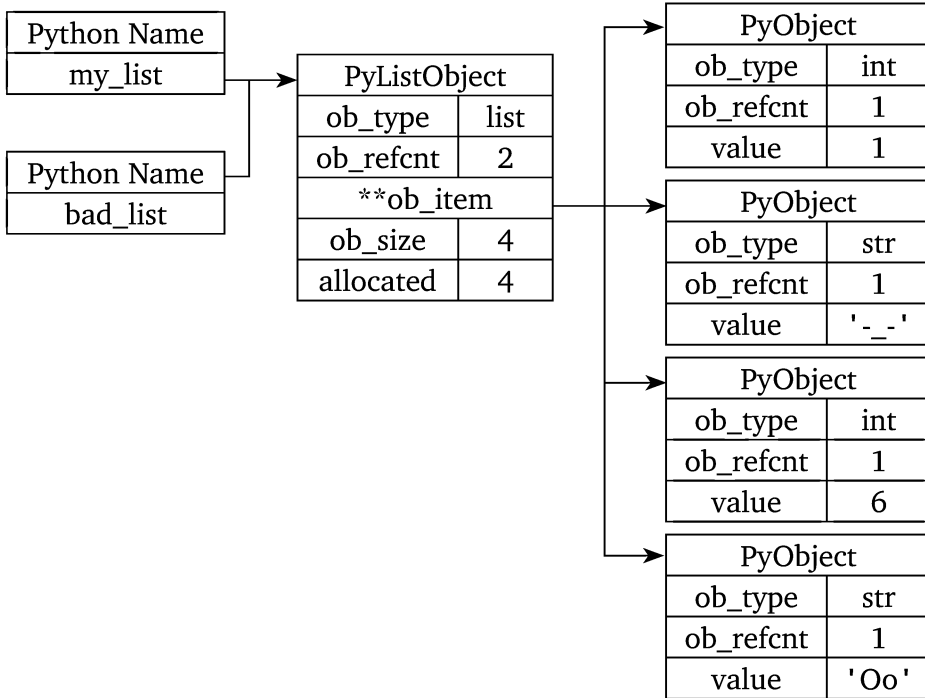 Python Name
my_list
Python Name
bad_list
PyListObject
ob_type list
ob_refcnt 2
**ob_item
ob_size 4
allocated 4
PyObject
ob_type int
ob_refcnt 1
value 1
PyObject
ob_type str
ob_refcnt 1
value '-_-'
PyObject
ob_type int
ob_refcnt 1
value 6
PyObject
ob_type str
ob_refcnt 1
value 'Oo'